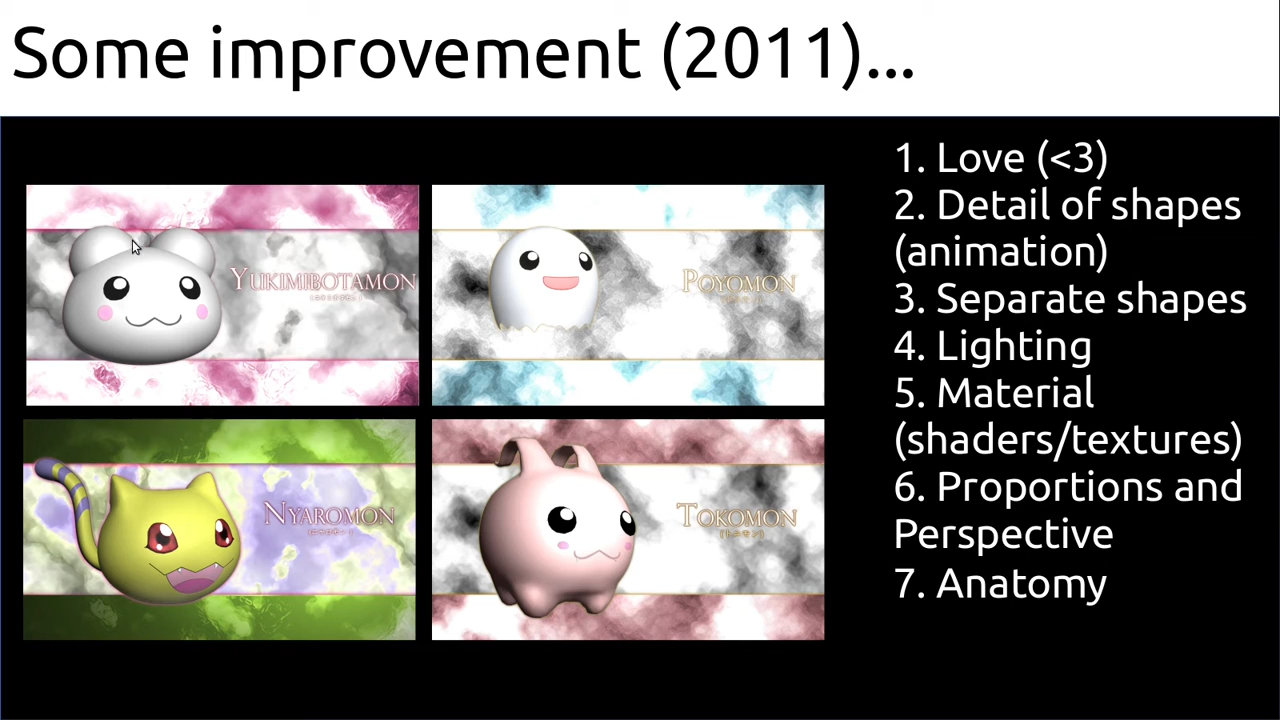 Some improvement (2011)...
YUKIMIBOTAMON
POYOMON
NYAROMON
TOKOMON
1. Love (<3)
2. Detail of shapes
(animation)
3. Separate shapes
4. Lighting
5. Material
(shaders/textures)
6. Proportions and
Perspective
7. Anatomy